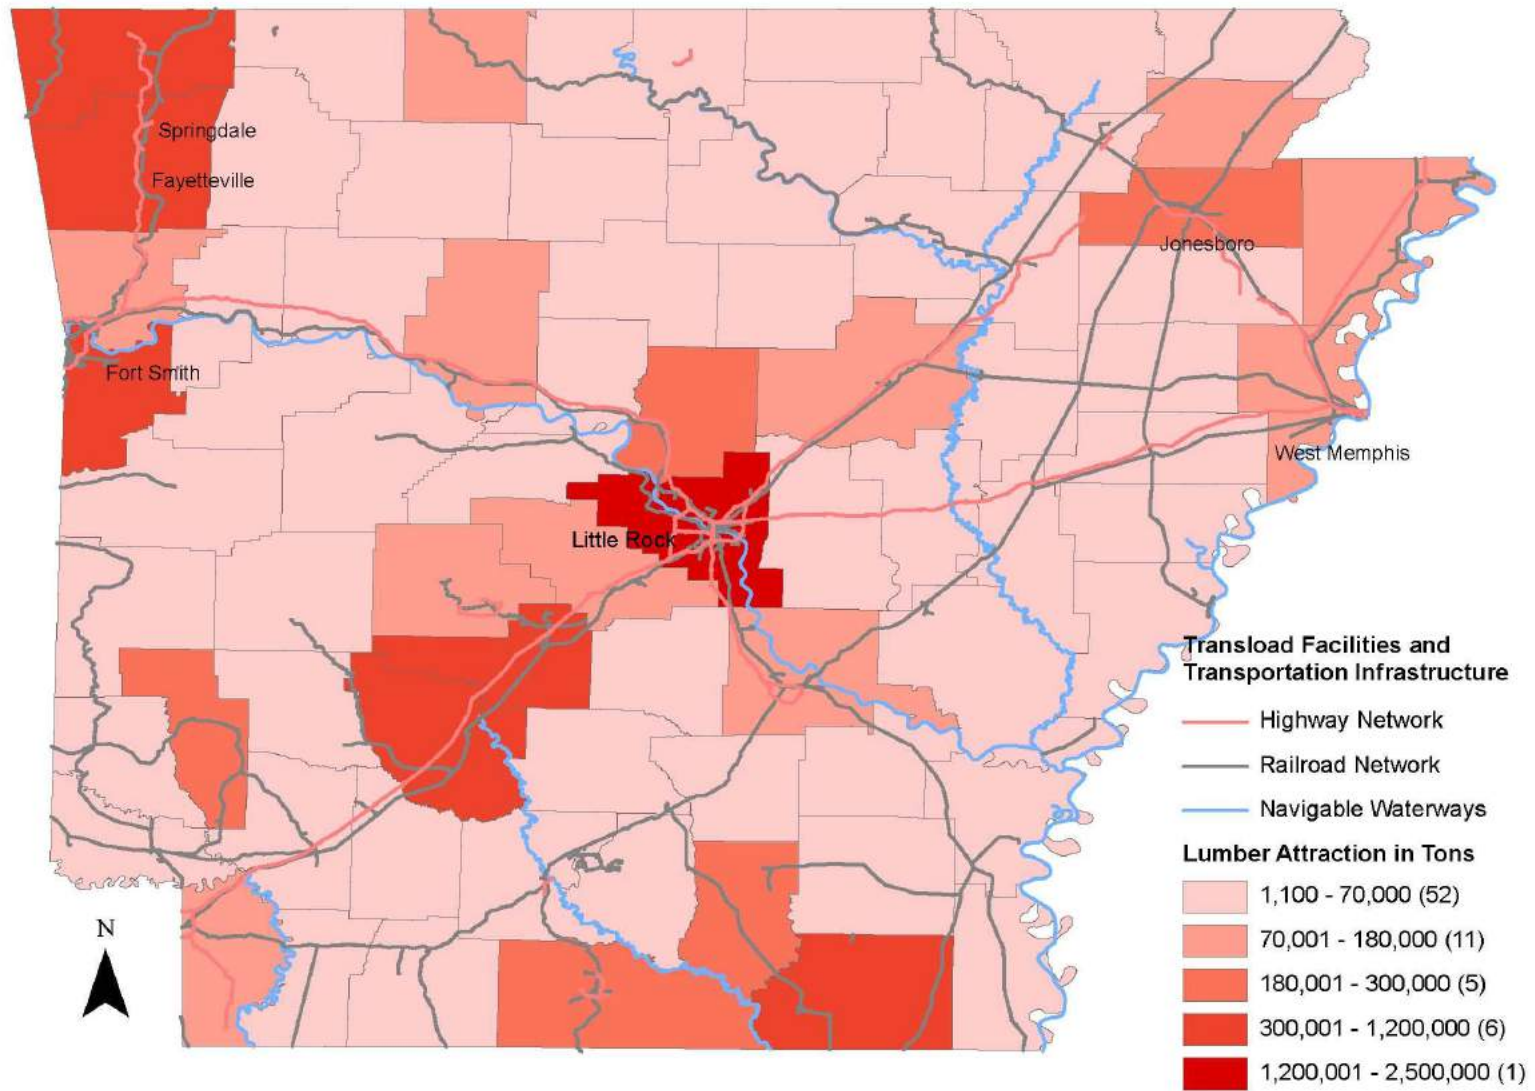 Springdale
Fayetteville
Jonesboro
Fort Smith
West Memphis
Little Rock
Transload Facilities and
Transportation Infrastructure
Highway Network
Railroad Network
Navigable Waterways
Lumber Attraction in Tons
1,100 - 70,000 (52)
70,001 - 180,000 (11)
180,001 - 300,000 (5)
300,001 - 1,200,000 (6)
1,200,001 - 2,500,000 (1)
N